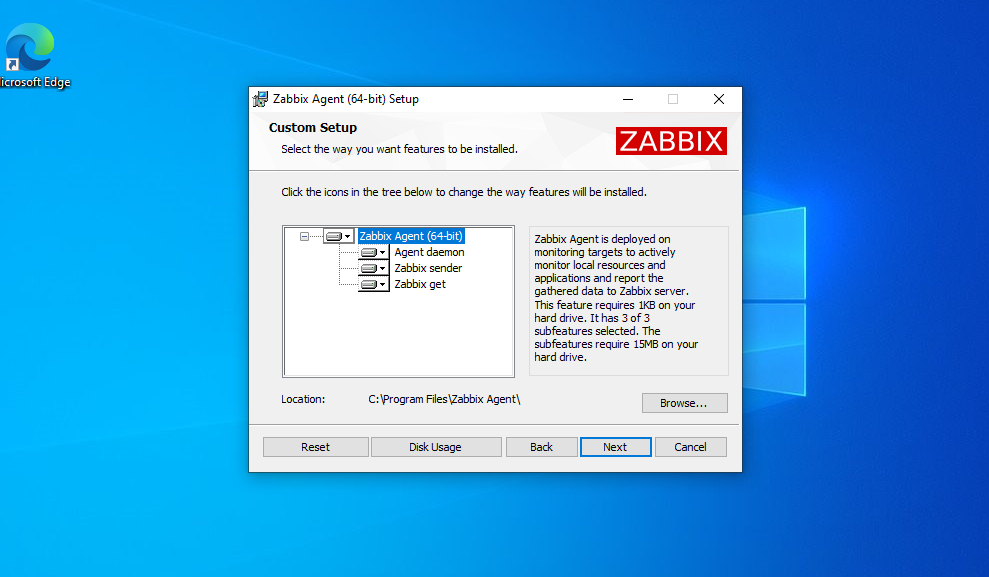 Edge
Zabbix Agent (64-bit) Setup
Custom Setup
Select the way you want features to be installed.
ZABBIX
Click the icons in the tree below to change the way features will be installed.
Zabbix Agent (64-bit)
Agent daemon
Zabbix sender
Zabbix get
Zabbix Agent is deployed on
monitoring targets to actively
monitor local resources and
applications and report the
gathered data to Zabbix server.
This feature requires 1KB on your
hard drive. It has 3 of 3
subfeatures selected. The
subfeatures require 15MB on your
hard drive.
Location:
C:\Program Files\Zabbix Agent\
Browse...
Reset
Disk Usage
Back
Next
Cancel